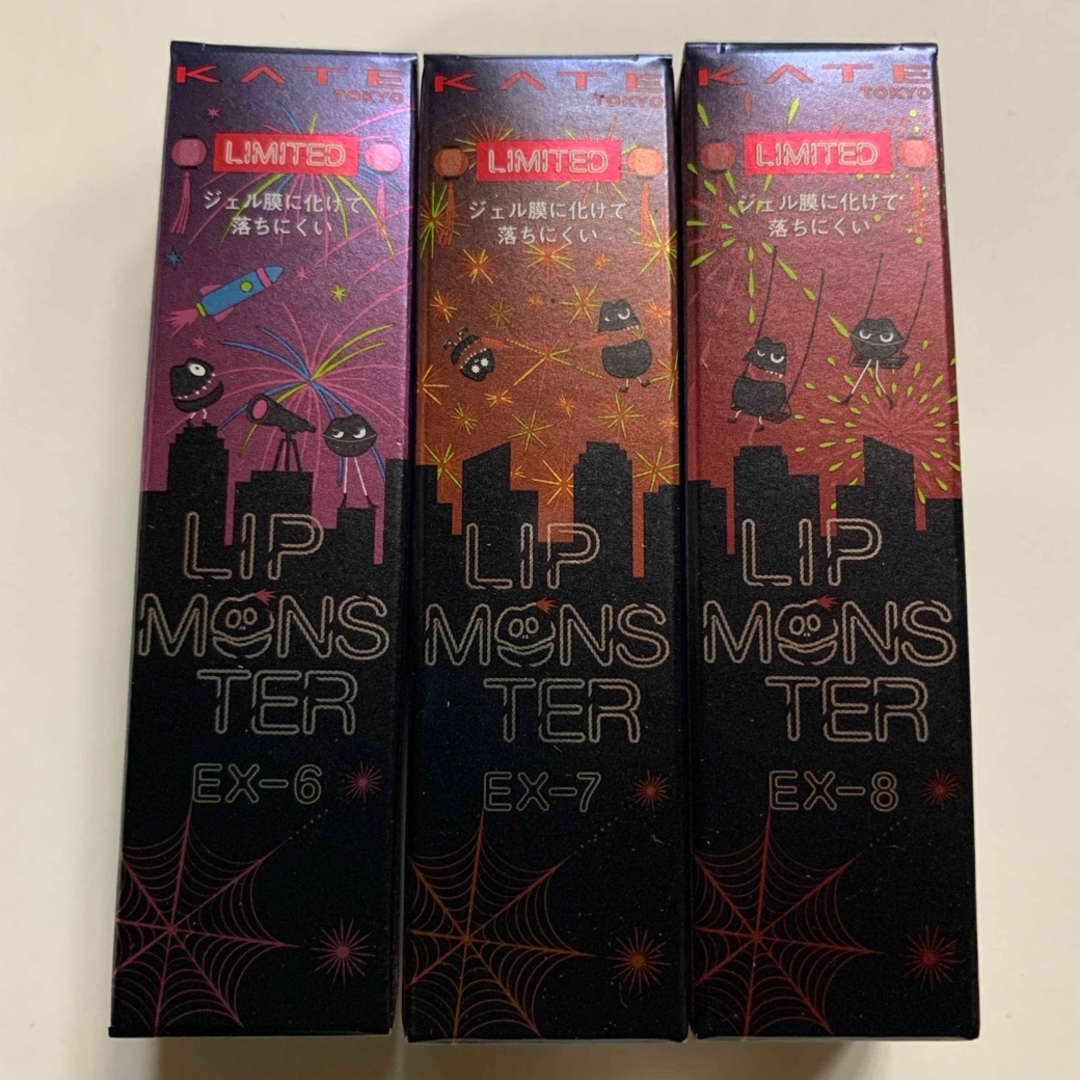 KATE
TOKYO
LIMITED
ジェル膜に化けて
落ちにくい
LIP
MONS
TER
EX-6
KATE
TOKYO
LIMITED
ジェル膜に化けて
落ちにくい
LIP
MONS
TER
EX-7
KATE
TOKYO
LIMITED
ジェル膜に化けて
落ちにくい
LIP
MONS
TER
EX-8